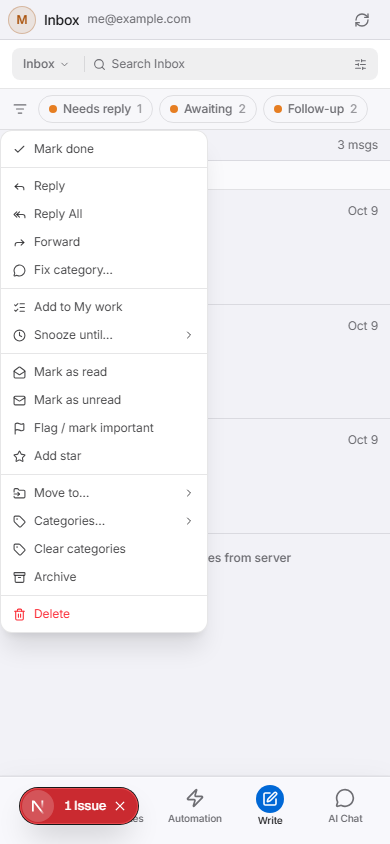 M Inbox me@example.com
Inbox Search Inbox
Needs reply 1 Awaiting 2 Follow-up 2
Mark done
3 msgs
Reply
Reply All
Oct 9
Forward
Fix category...
Add to My work
Snooze until...
Oct 9
Mark as read
Mark as unread
Flag / mark important
Oct 9
Add star
Move to...
Categories...
Clear categories
es from server
Archive
Delete
N 1 Issue
es Automation Write AI Chat